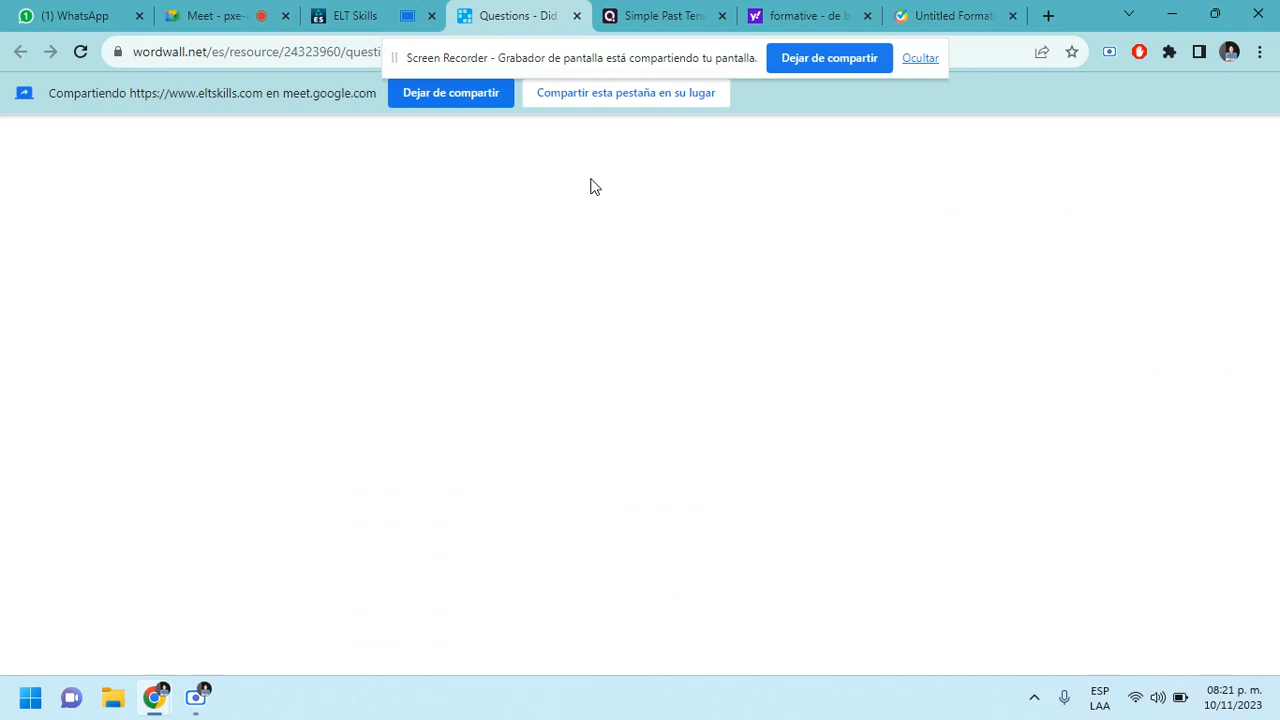 (1) WhatsApp
Meet - pxe-
ELT Skills
Questions - Did
Simple Past Ten
formative - de b
Untitled Format
wordwall.net/es/resource/24323960/questi
Screen Recorder - Grabador de pantalla está compartiendo tu pantalla.
Dejar de compartir
Ocultar
Compartiendo https://www.eltskills.com en meet.google.com
Dejar de compartir
Compartir esta pestaña en su lugar
ESP
LAA
08:21 p. m.
10/11/2023